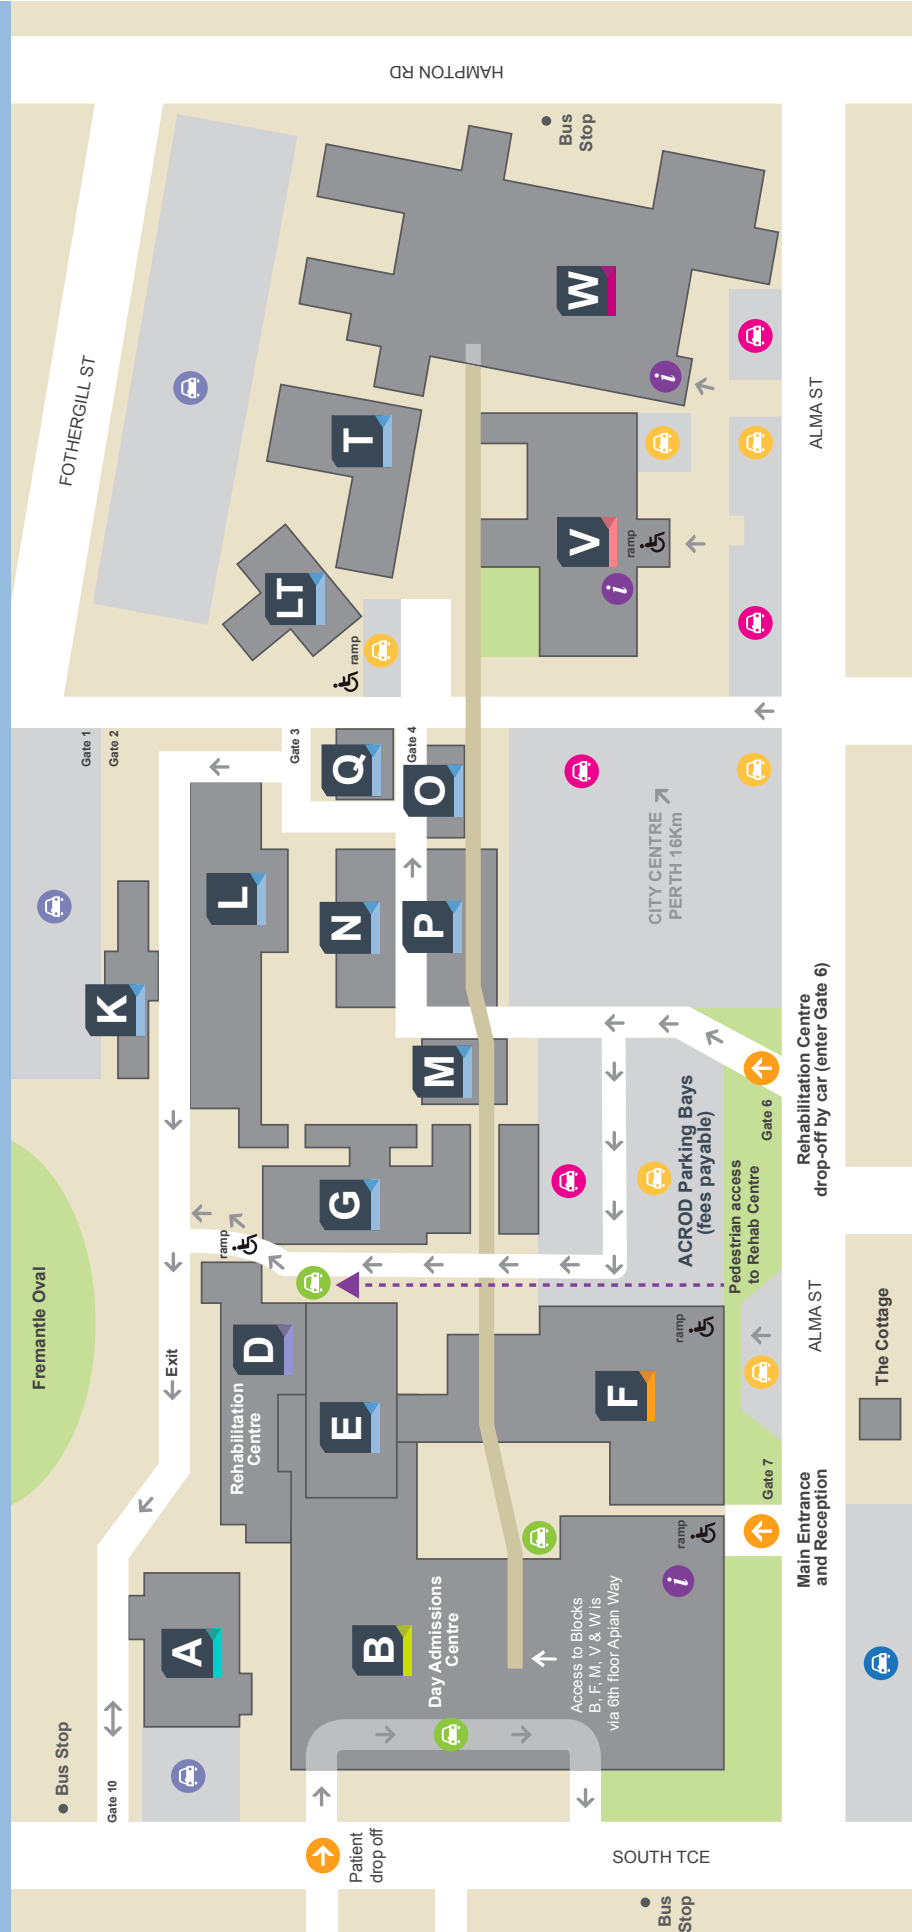 HAMPTON RD
FOTHERGILL ST
Bus
Stop
W
i
ALMA ST
T
V
ramp
i
LT
ramp
Gate 1
Gate 2
Gate 3
Gate 4
Q
O
CITY CENTRE
PERTH 16Km
K
L
N
P
M
Rehabilitation Centre
drop-off by car (enter Gate 6)
Gate 6
ACROD Parking Bays
(fees payable)
Pedestrian access
to Rehab Centre
G
ramp
Fremantle Oval
Exit
D
Rehabilitation
Centre
E
F
ramp
ALMA ST
The Cottage
Gate 7
Main Entrance
and Reception
ramp
i
A
B
Day Admissions
Centre
Access to Blocks
B, F, M, V & W is
via 6th floor Apian Way
Bus Stop
Gate 10
Patient
drop off
SOUTH TCE
Bus
Stop